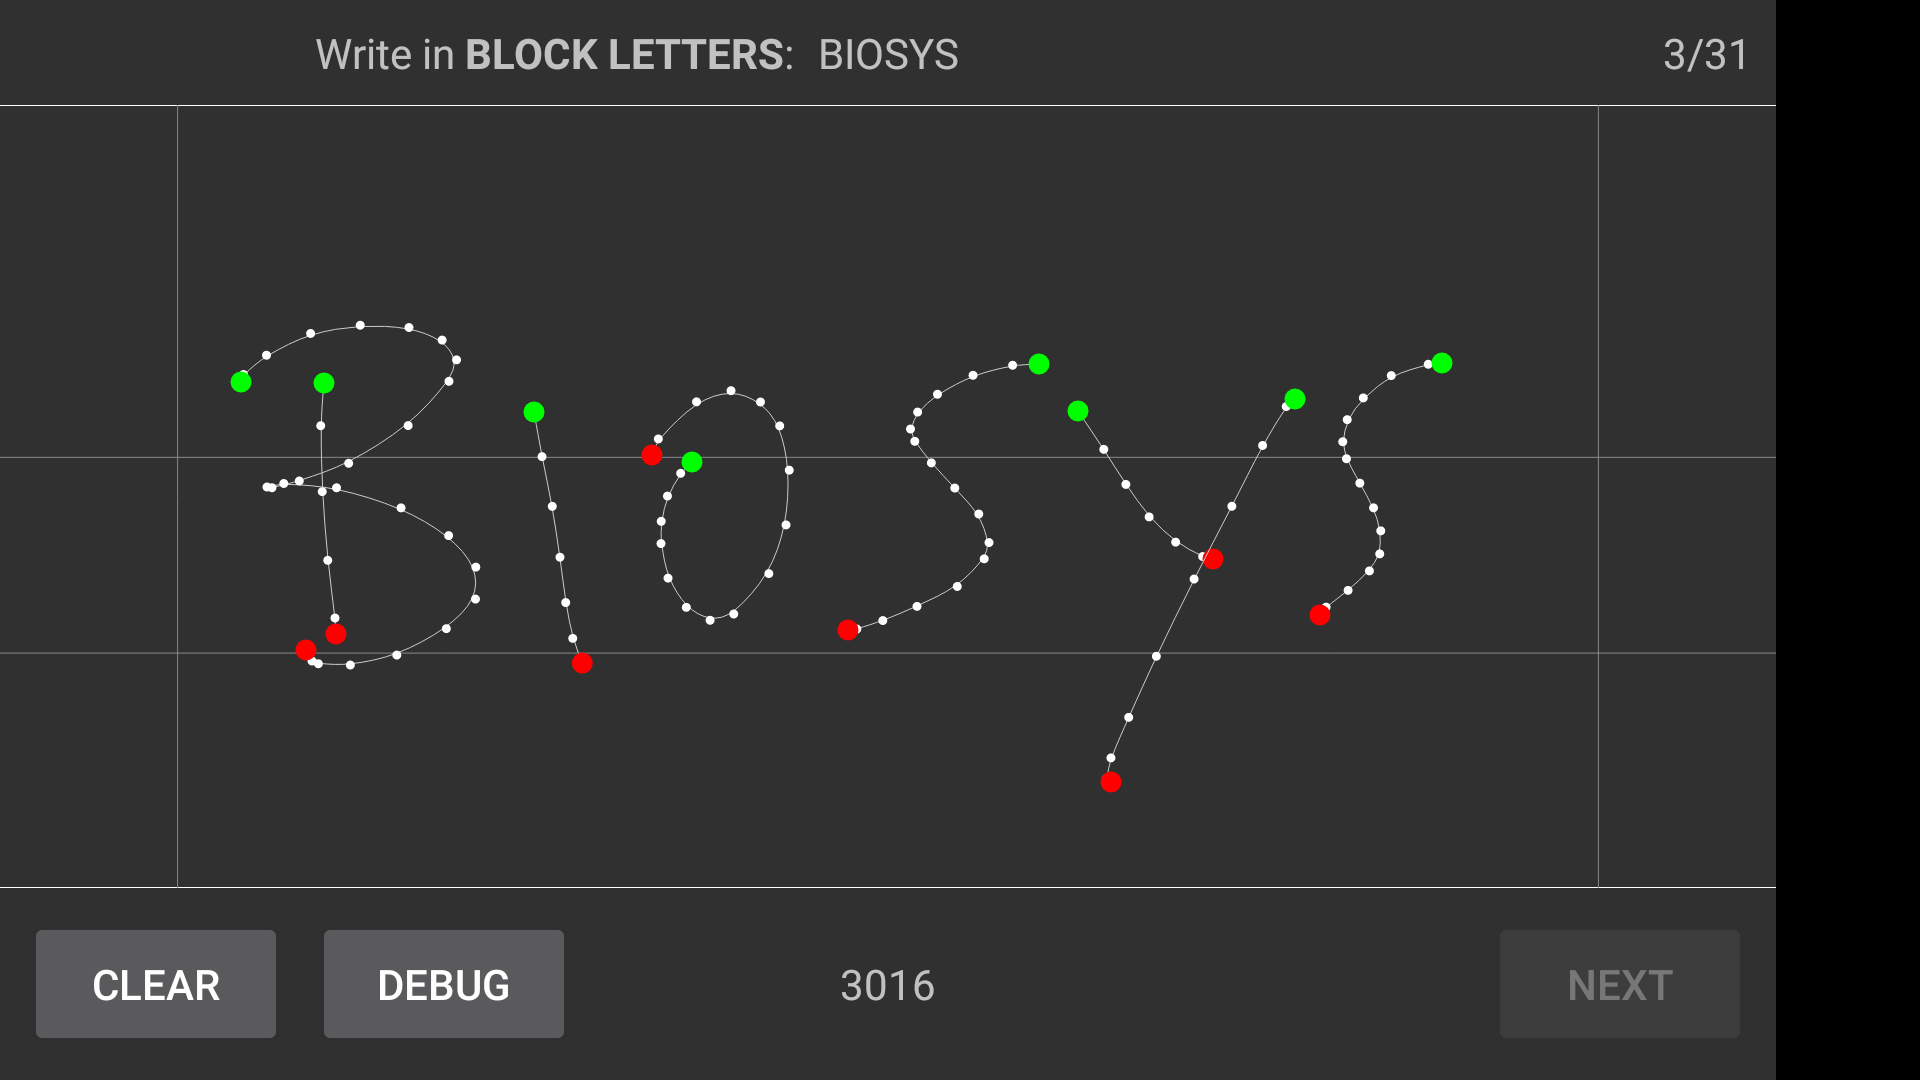 Write in BLOCK LETTERS: BIOSYS
3/31
BIOSYS
CLEAR
DEBUG
3016
NEXT